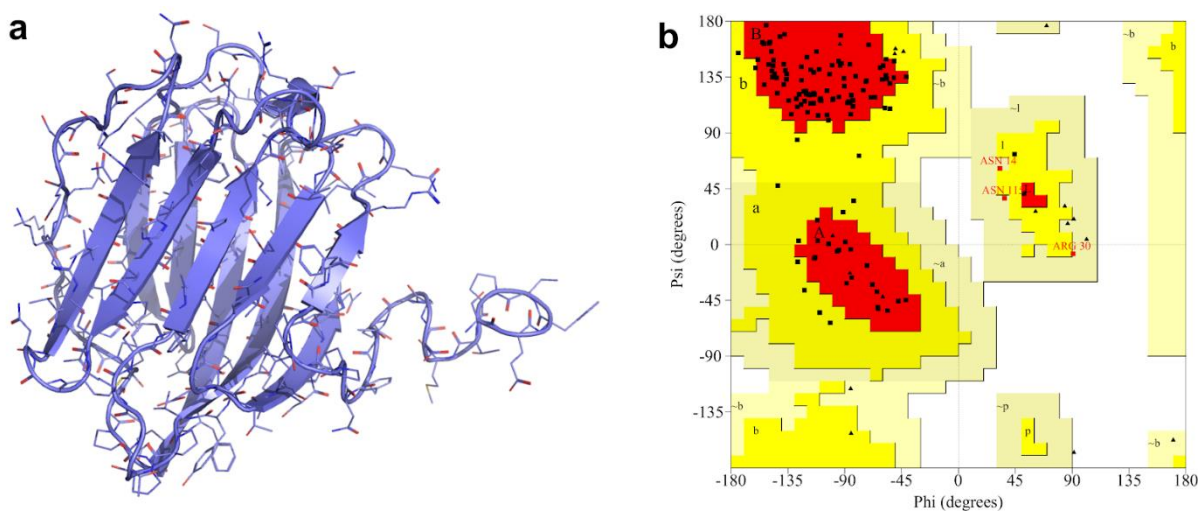 a
b
180
B
b
~b
~b
b
135
~l
90
l
ASN 14
45
ASN 115
a
A
0
ARG 30
~a
-45
-90
-135
~b
~p
b
b
p
~b
-180
-135
-90
-45
0
45
90
135
180
Psi (degrees)
Phi (degrees)